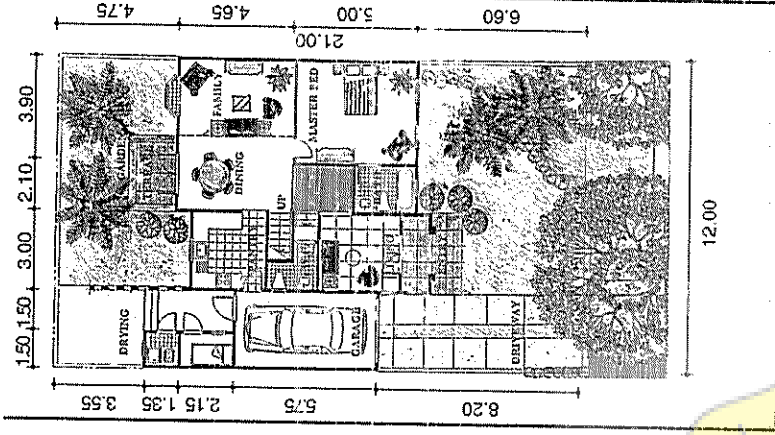 4.75 4.65 5.00 6.60
21.00
3.90
2.10
3.00
1.50
1.50
12.00
3.55 1.35 2.15 5.75 8.20
GARDEN
FAMILY
MASTER BED
DINING
UP
PANTRY
DRYING
GARAGE
DRIVEWAY